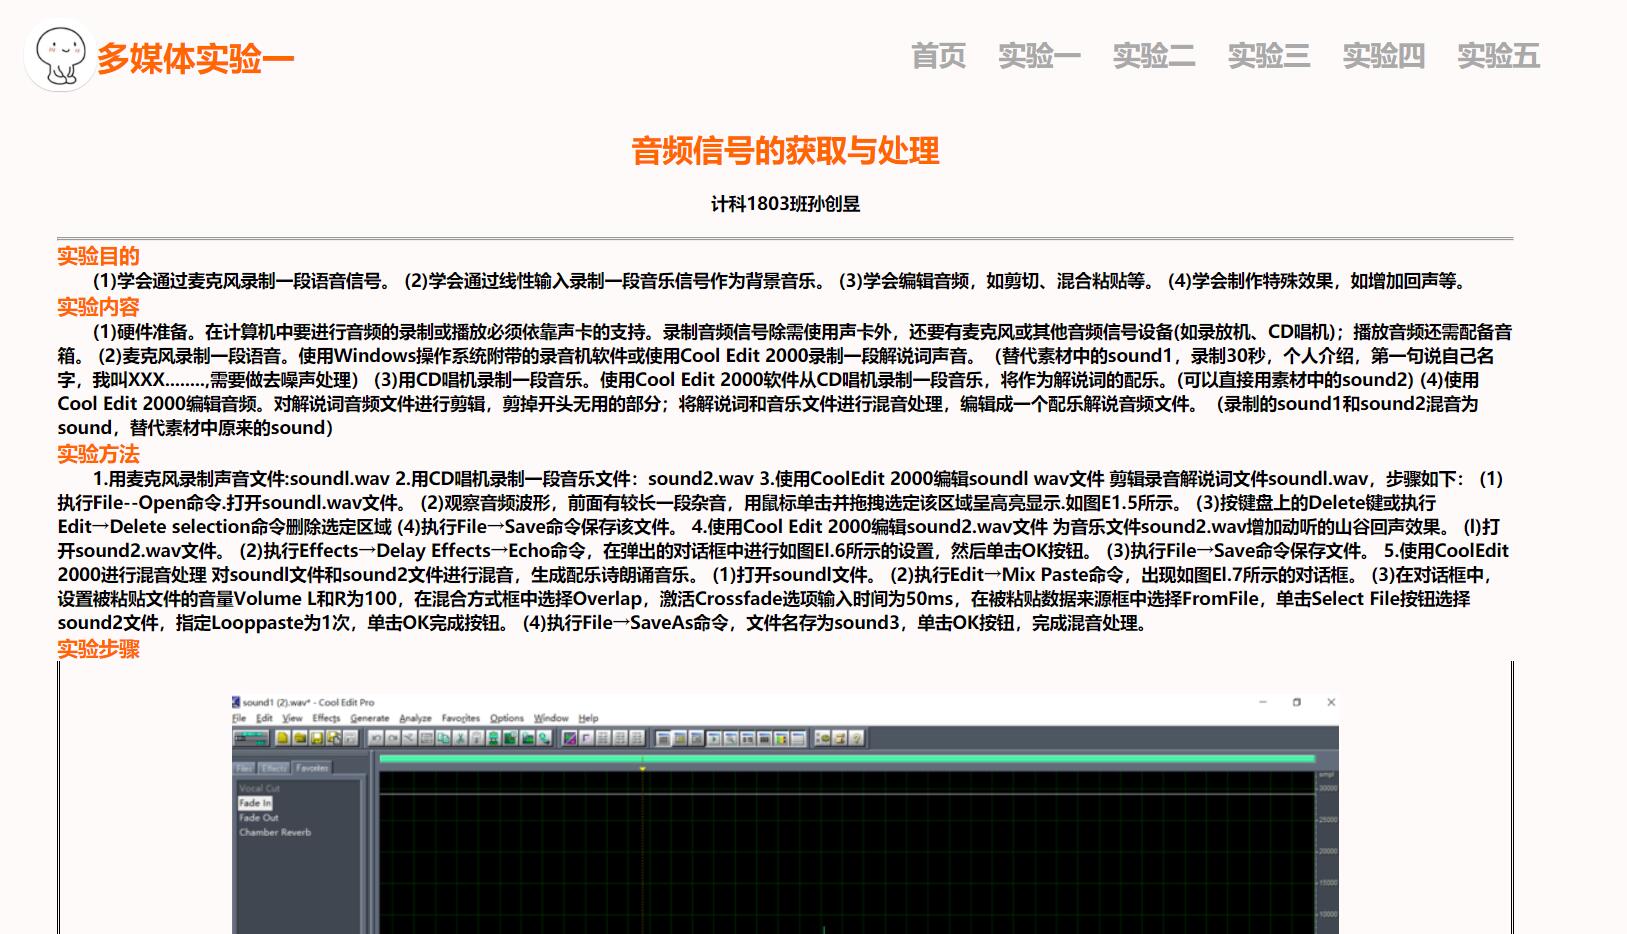 多媒体实验一
首页 实验一 实验二 实验三 实验四 实验五
音频信号的获取与处理
计科1803班孙创昱
实验目的
(1)学会通过麦克风录制一段语音信号。 (2)学会通过线性输入录制一段音乐信号作为背景音乐。 (3)学会编辑音频，如剪切、混合粘贴等。 (4)学会制作特殊效果，如增加回声等。
实验内容
(1)硬件准备。在计算机中要进行音频的录制或播放必须依靠声卡的支持。录制音频信号除需使用声卡外，还要有麦克风或其他音频信号设备(如录放机、CD唱机)；播放音频还需配备音
箱。 (2)麦克风录制一段语音。使用Windows操作系统附带的录音机软件或使用Cool Edit 2000录制一段解说词声音。（替代素材中的sound1，录制30秒，个人介绍，第一句说自己名
字，我叫XXX........,需要做去噪声处理） (3)用CD唱机录制一段音乐。使用Cool Edit 2000软件从CD唱机录制一段音乐，将作为解说词的配乐。(可以直接用素材中的sound2) (4)使用
Cool Edit 2000编辑音频。对解说词音频文件进行剪辑，剪掉开头无用的部分；将解说词和音乐文件进行混音处理，编辑成一个配乐解说音频文件。（录制的sound1和sound2混音为
sound，替代素材中原来的sound）
实验方法
1.用麦克风录制声音文件:soundl.wav 2.用CD唱机录制一段音乐文件：sound2.wav 3.使用CoolEdit 2000编辑soundl wav文件 剪辑录音解说词文件soundl.wav，步骤如下： (1)
执行File--Open命令.打开soundl.wav文件。 (2)观察音频波形，前面有较长一段杂音，用鼠标单击并拖拽选定该区域呈高亮显示.如图E1.5所示。 (3)按键盘上的Delete键或执行
Edit→Delete selection命令删除选定区域 (4)执行File→Save命令保存该文件。 4.使用Cool Edit 2000编辑sound2.wav文件 为音乐文件sound2.wav增加动听的山谷回声效果。 (l)打
开sound2.wav文件。 (2)执行Effects→Delay Effects→Echo命令，在弹出的对话框中进行如图El.6所示的设置，然后单击OK按钮。 (3)执行File→Save命令保存文件。 5.使用CoolEdit
2000进行混音处理 对soundl文件和sound2文件进行混音，生成配乐诗朗诵音乐。 (1)打开soundl文件。 (2)执行Edit→Mix Paste命令，出现如图El.7所示的对话框。 (3)在对话框中，
设置被粘贴文件的音量Volume L和R为100，在混合方式框中选择Overlap，激活Crossfade选项输入时间为50ms，在被粘贴数据来源框中选择FromFile，单击Select File按钮选择
sound2文件，指定Looppaste为1次，单击OK完成按钮。 (4)执行File→SaveAs命令，文件名存为sound3，单击OK按钮，完成混音处理。
实验步骤
sound1 (2).wav* - Cool Edit Pro
File Edit View Effects Generate Analyze Favorites Options Window Help
Files Effects Favorites
smpl
Vocal Cut
30000
Fade In
Fade Out
25000
Chamber Reverb
20000
15000
10000